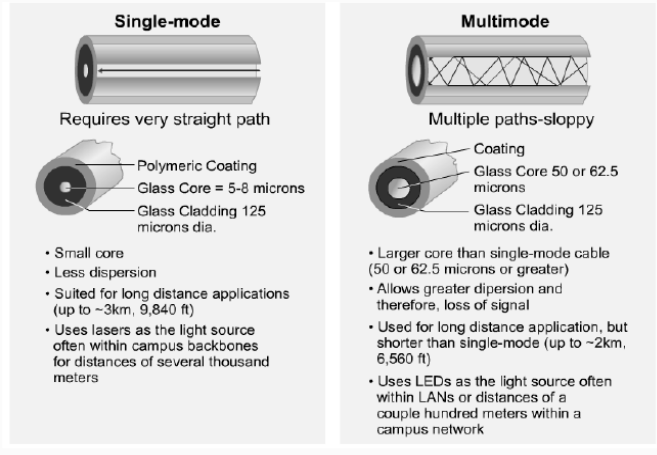 Single-mode
Requires very straight path
Polymeric Coating
Glass Core = 5-8 microns
Glass Cladding 125
microns dia.
• Small core
• Less dispersion
• Suited for long distance applications
(up to ~3km, 9,840 ft)
• Uses lasers as the light source
often within campus backbones
for distances of several thousand
meters
Multimode
Multiple paths-sloppy
Coating
Glass Core 50 or 62.5
microns
Glass Cladding 125
microns dia.
• Larger core than single-mode cable
(50 or 62.5 microns or greater)
• Allows greater dipersion and
therefore, loss of signal
• Used for long distance application, but
shorter than single-mode (up to ~2km,
6,560 ft)
• Uses LEDs as the light source often
within LANs or distances of a
couple hundred meters within a
campus network